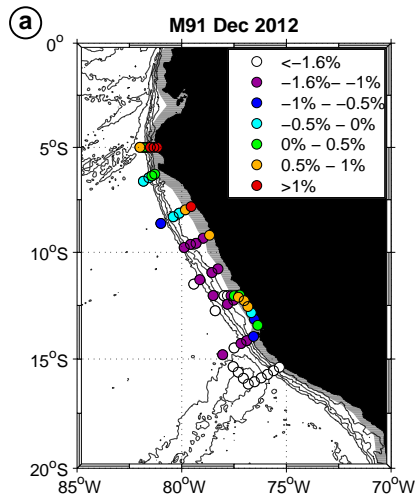 a
M91 Dec 2012
0°
5°S
10°S
15°S
20°S
85°W
80°W
75°W
70°W
<−1.6%
−1.6%− −1%
−1% − −0.5%
−0.5% − 0%
0% − 0.5%
0.5% − 1%
>1%